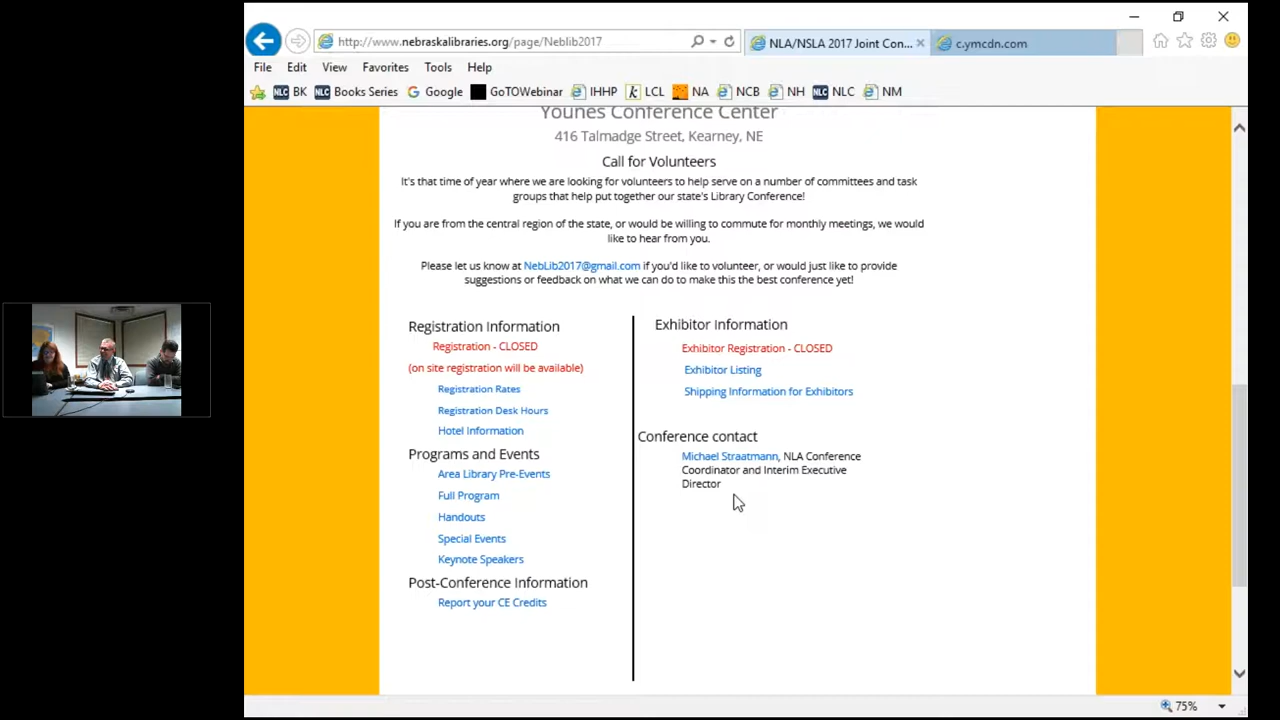 http://www.nebraskalibraries.org/page/Neblib2017
NLA/NSLA 2017 Joint Con...
c.ymcdn.com
File Edit View Favorites Tools Help
BK Books Series Google GoTOWebinar IHHP LCL NA NCB NH NLC NM
Younes Conference Center
416 Talmadge Street, Kearney, NE
Call for Volunteers
It's that time of year where we are looking for volunteers to help serve on a number of committees and task
groups that help put together our state's Library Conference!
If you are from the central region of the state, or would be willing to commute for monthly meetings, we would
like to hear from you.
Please let us know at NebLib2017@gmail.com if you'd like to volunteer, or would just like to provide
suggestions or feedback on what we can do to make this the best conference yet!
Registration Information
Registration - CLOSED
(on site registration will be available)
Registration Rates
Registration Desk Hours
Hotel Information
Programs and Events
Area Library Pre-Events
Full Program
Handouts
Special Events
Keynote Speakers
Post-Conference Information
Report your CE Credits
Exhibitor Information
Exhibitor Registration - CLOSED
Exhibitor Listing
Shipping Information for Exhibitors
Conference contact
Michael Straatmann, NLA Conference
Coordinator and Interim Executive
Director
75%